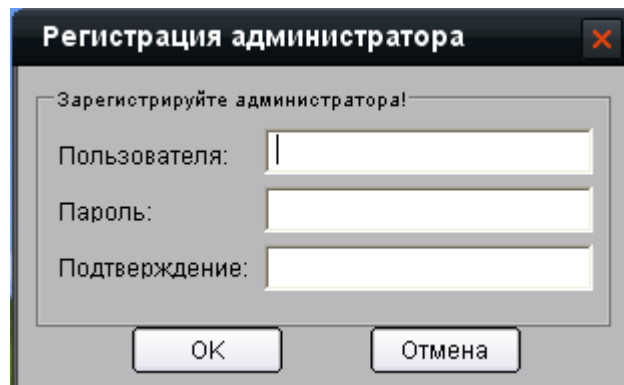 Регистрация администратора
Зарегистрируйте администратора!
Пользователя:
Пароль:
Подтверждение:
OK Отмена